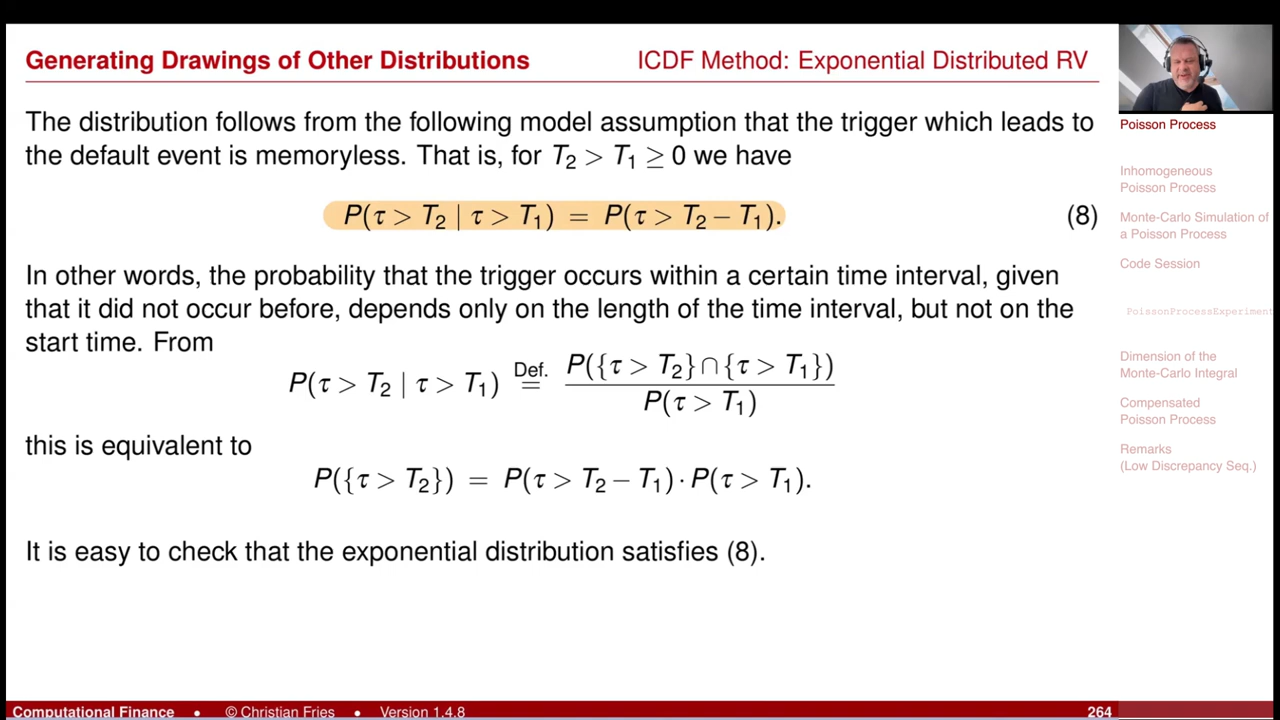 Generating Drawings of Other Distributions
ICDF Method: Exponential Distributed RV
The distribution follows from the following model assumption that the trigger which leads to
the default event is memoryless. That is, for T₂ > T₁ ≥ 0 we have
P(τ > T₂ | τ > T₁) = P(τ > T₂ − T₁). (8)
In other words, the probability that the trigger occurs within a certain time interval, given
that it did not occur before, depends only on the length of the time interval, but not on the
start time. From
P(τ > T₂ | τ > T₁) Def. = P({τ > T₂} ∩ {τ > T₁})
P(τ > T₁)
this is equivalent to
P({τ > T₂}) = P(τ > T₂ − T₁) · P(τ > T₁).
It is easy to check that the exponential distribution satisfies (8).
Poisson Process
Inhomogeneous
Poisson Process
Monte-Carlo Simulation of
a Poisson Process
Code Session
PoissonProcessExperiment
Dimension of the
Monte-Carlo Integral
Compensated
Poisson Process
Remarks
(Low Discrepancy Seq.)
Computational Finance • © Christian Fries • Version 1.4.8
264